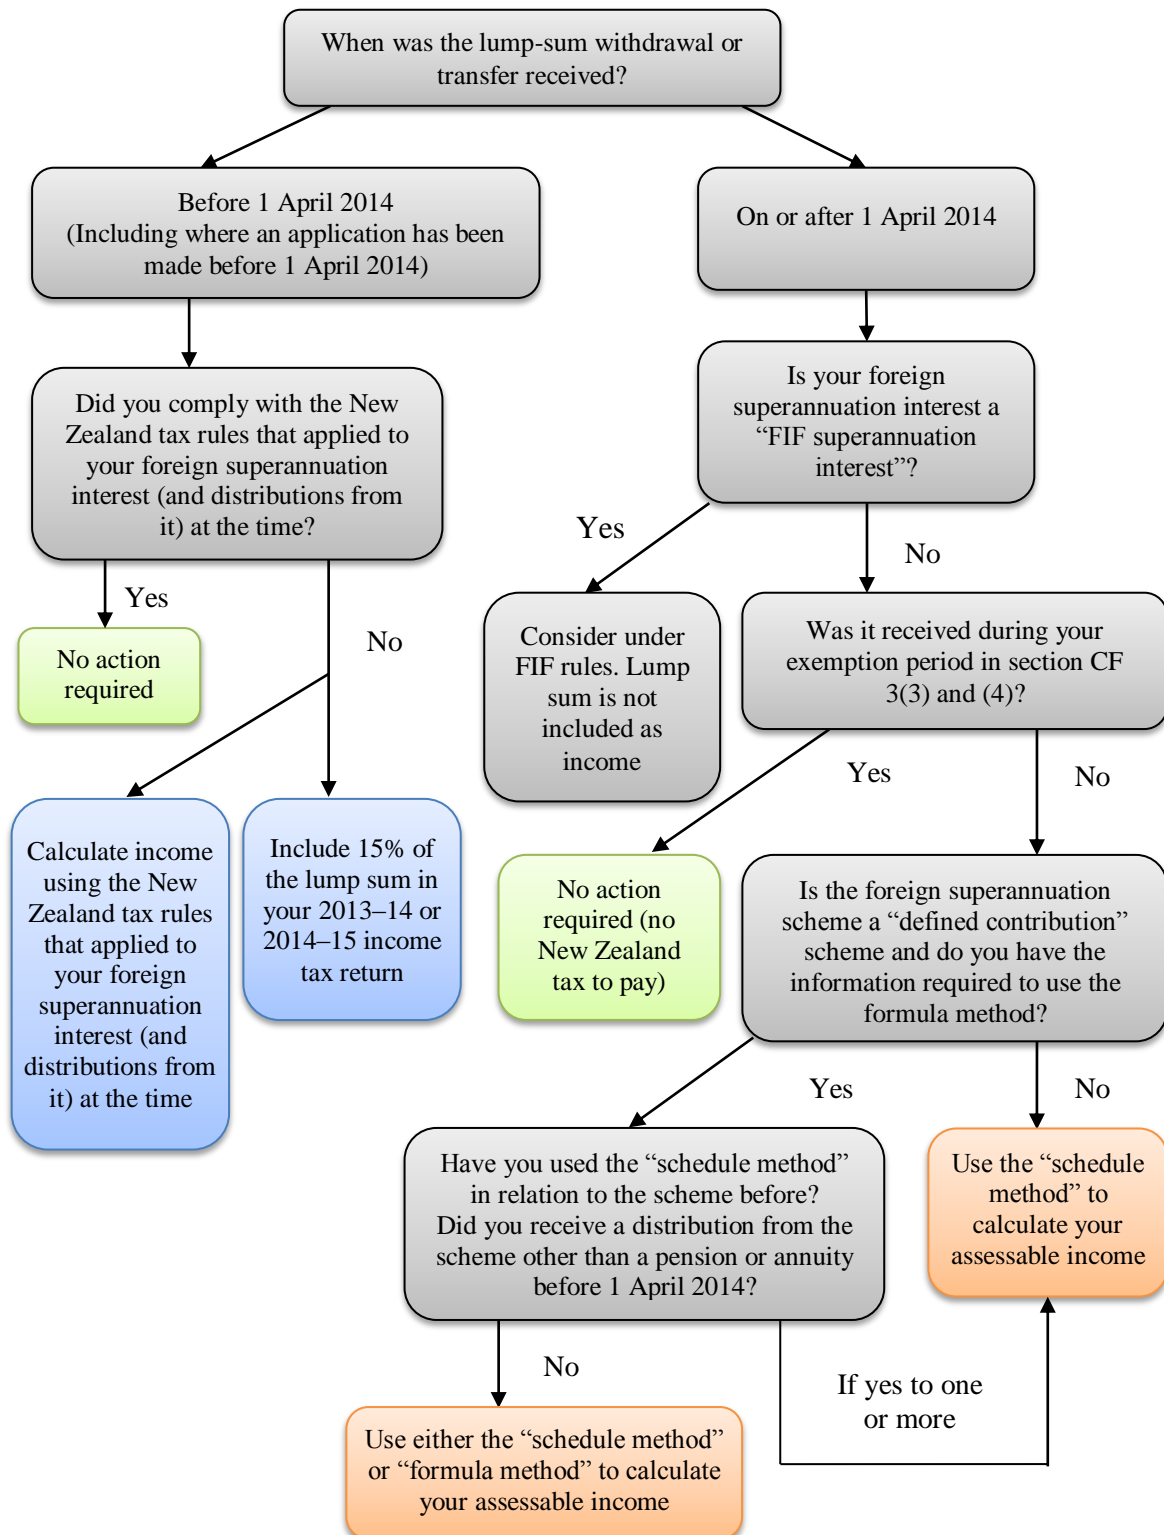 When was the lump-sum withdrawal or
transfer received?
Before 1 April 2014
(Including where an application has been
made before 1 April 2014)
On or after 1 April 2014
Did you comply with the New
Zealand tax rules that applied to
your foreign superannuation
interest (and distributions from
it) at the time?
Is your foreign
superannuation interest a
“FIF superannuation
interest”?
Yes
No
Yes
No
No action
required
Consider under
FIF rules. Lump
sum is not
included as
income
Was it received during your
exemption period in section CF
3(3) and (4)?
Yes
No
Calculate income
using the New
Zealand tax rules
that applied to
your foreign
superannuation
interest (and
distributions from
it) at the time
Include 15% of
the lump sum in
your 2013–14 or
2014–15 income
tax return
No action
required (no
New Zealand
tax to pay)
Is the foreign superannuation
scheme a “defined contribution”
scheme and do you have the
information required to use the
formula method?
Yes
No
Have you used the “schedule method”
in relation to the scheme before?
Did you receive a distribution from the
scheme other than a pension or annuity
before 1 April 2014?
Use the “schedule
method” to
calculate your
assessable income
No
If yes to one
or more
Use either the “schedule method”
or “formula method” to calculate
your assessable income